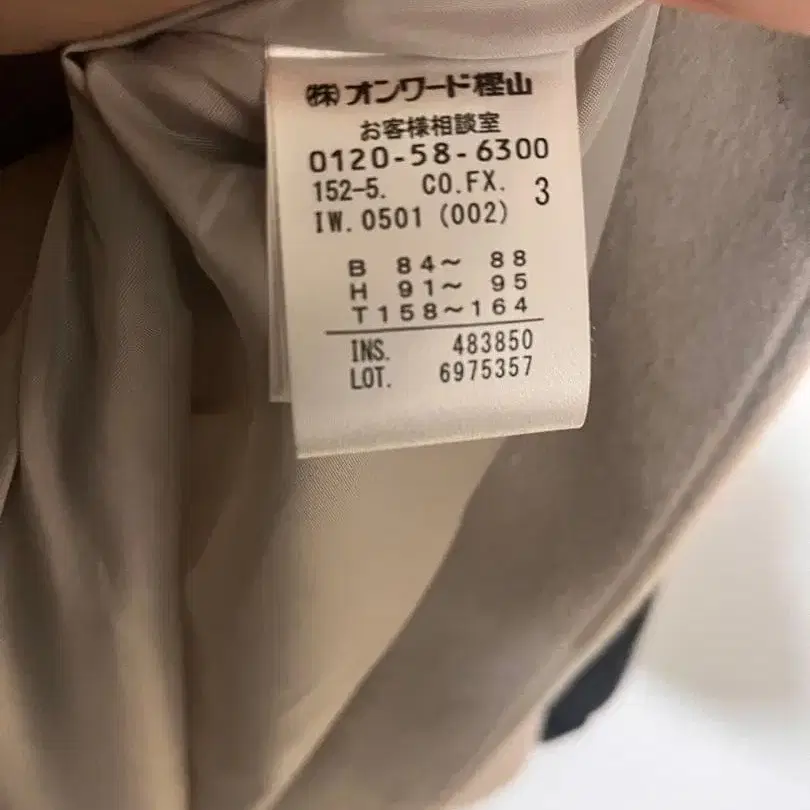 ㈱オンワード樫山
お客様相談室
0120-58-6300
152-5. CO.FX. 3
IW.0501 (002)
B 84～ 88
H 91～ 95
T158～164
INS. 483850
LOT. 6975357